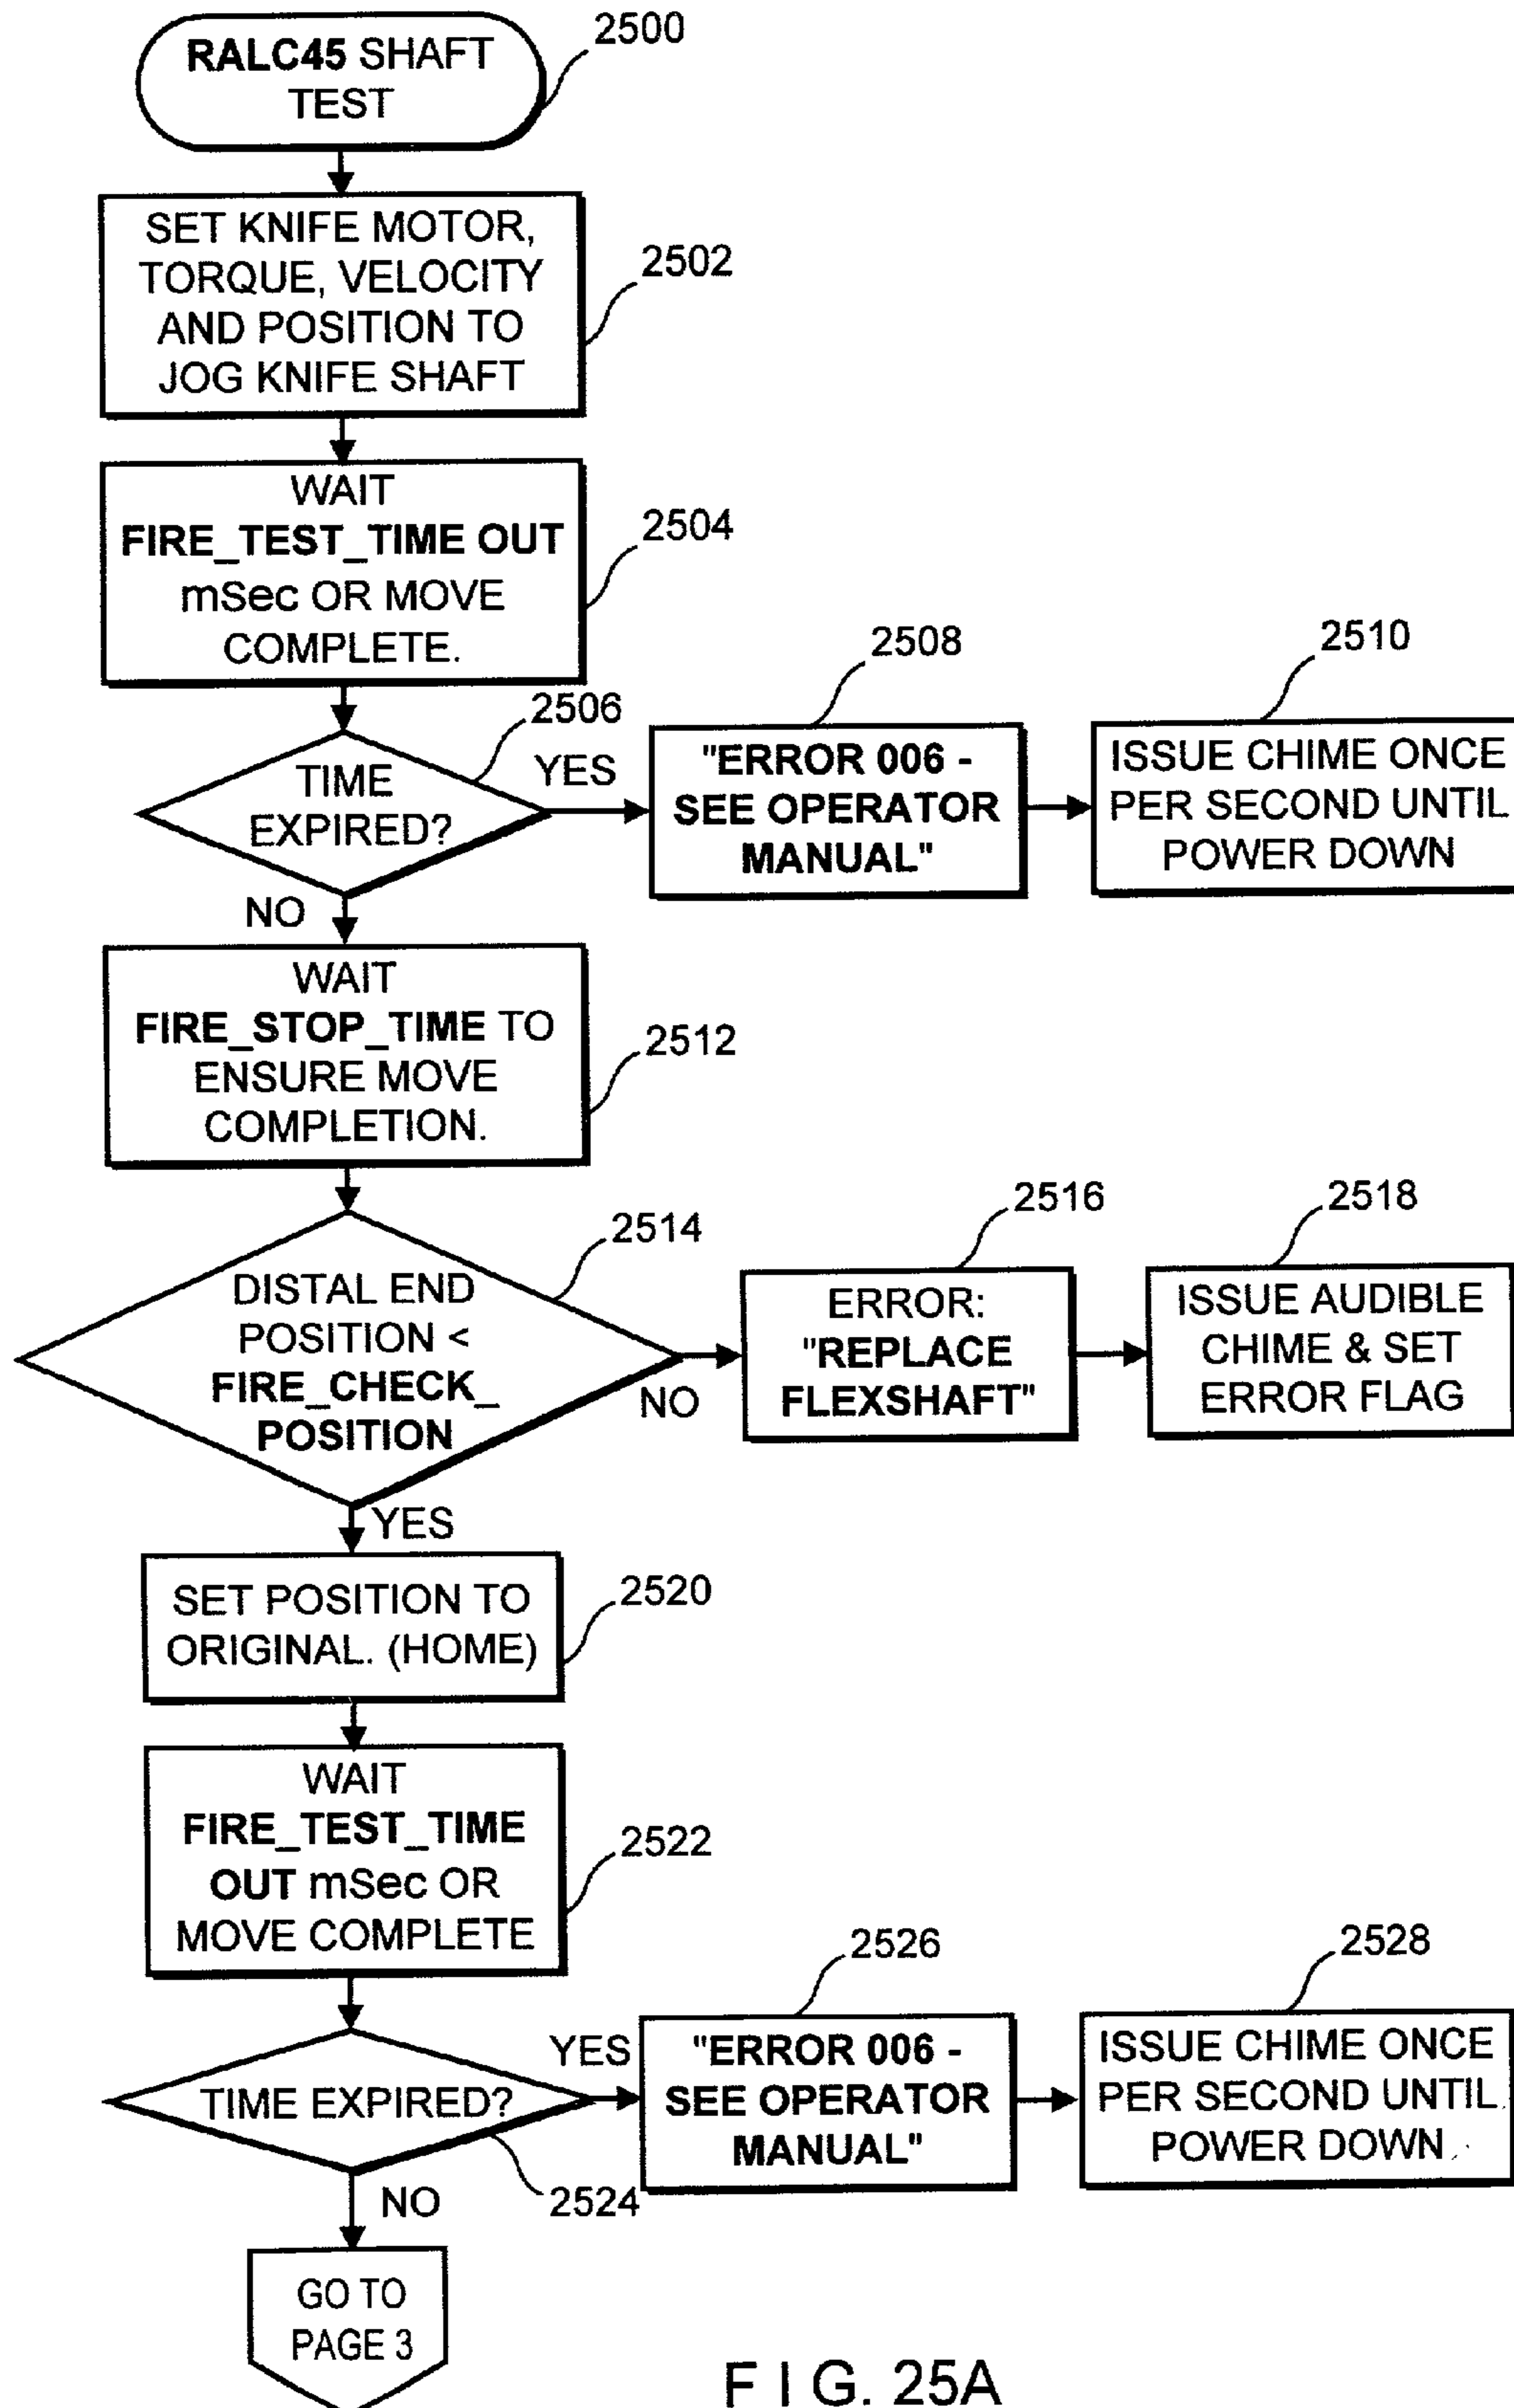 RALC45 SHAFT
TEST
2500
SET KNIFE MOTOR,
TORQUE, VELOCITY
AND POSITION TO
JOG KNIFE SHAFT
2502
WAIT
FIRE_TEST_TIME OUT
mSec OR MOVE
COMPLETE.
2504
TIME
EXPIRED?
2506
YES
"ERROR 006 -
SEE OPERATOR
MANUAL"
2508
ISSUE CHIME ONCE
PER SECOND UNTIL
POWER DOWN
2510
NO
WAIT
FIRE_STOP_TIME TO
ENSURE MOVE
COMPLETION.
2512
DISTAL END
POSITION <
FIRE_CHECK_
POSITION
2514
NO
ERROR:
"REPLACE
FLEXSHAFT"
2516
ISSUE AUDIBLE
CHIME & SET
ERROR FLAG
2518
YES
SET POSITION TO
ORIGINAL. (HOME)
2520
WAIT
FIRE_TEST_TIME
OUT mSec OR
MOVE COMPLETE
2522
TIME EXPIRED?
2524
YES
"ERROR 006 -
SEE OPERATOR
MANUAL"
2526
ISSUE CHIME ONCE
PER SECOND UNTIL
POWER DOWN
2528
NO
GO TO
PAGE 3
F I G. 25A